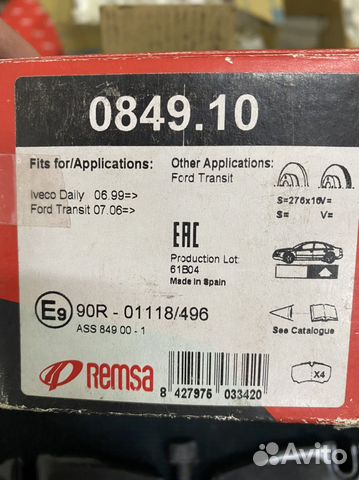 0849.10
Fits for/Applications:
Iveco Daily 06.99=>
Ford Transit 07.06=>
Other Applications:
Ford Transit
S=276x16 V=
S= V=
EAC
Production Lot:
61B04
Made in Spain
See Catalogue
E9 90R - 01118/496
ASS 849 00 - 1
Remsa
8 427975 033420
X4
Avito